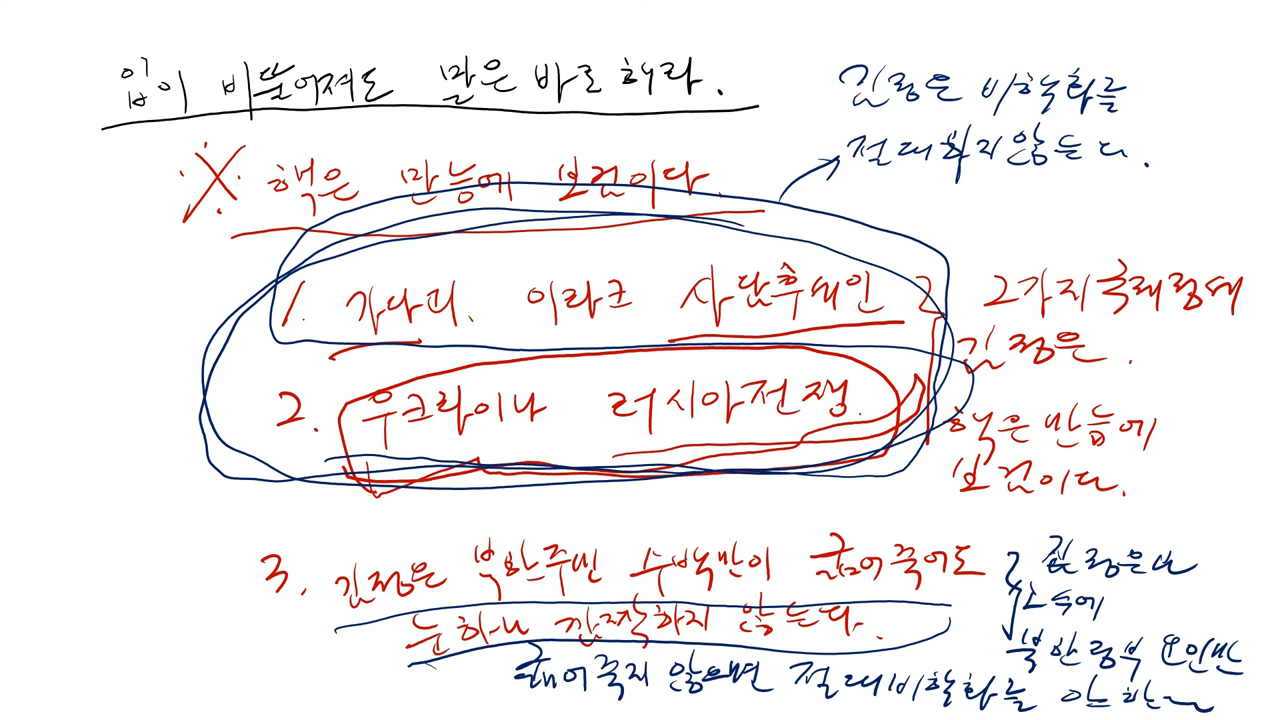 입이 비뚤어져도 말은 바로해라.
김정은 비핵화를
절대하지않는다.
※ 핵은 만능에 보검이다.
1. 가다피. 이라크 사담후세인
2가지 국제정세
김정은.
2. 우크라이나 러시아전쟁.
핵은 만능에
보검이다.
3. 김정은 북한주민 수백만이 굶어죽어도
눈하나 깜짝하지 않는다.
김정은만
소수에
북한정부 요인만
굶어죽지 않으면 절대비핵화를 안한